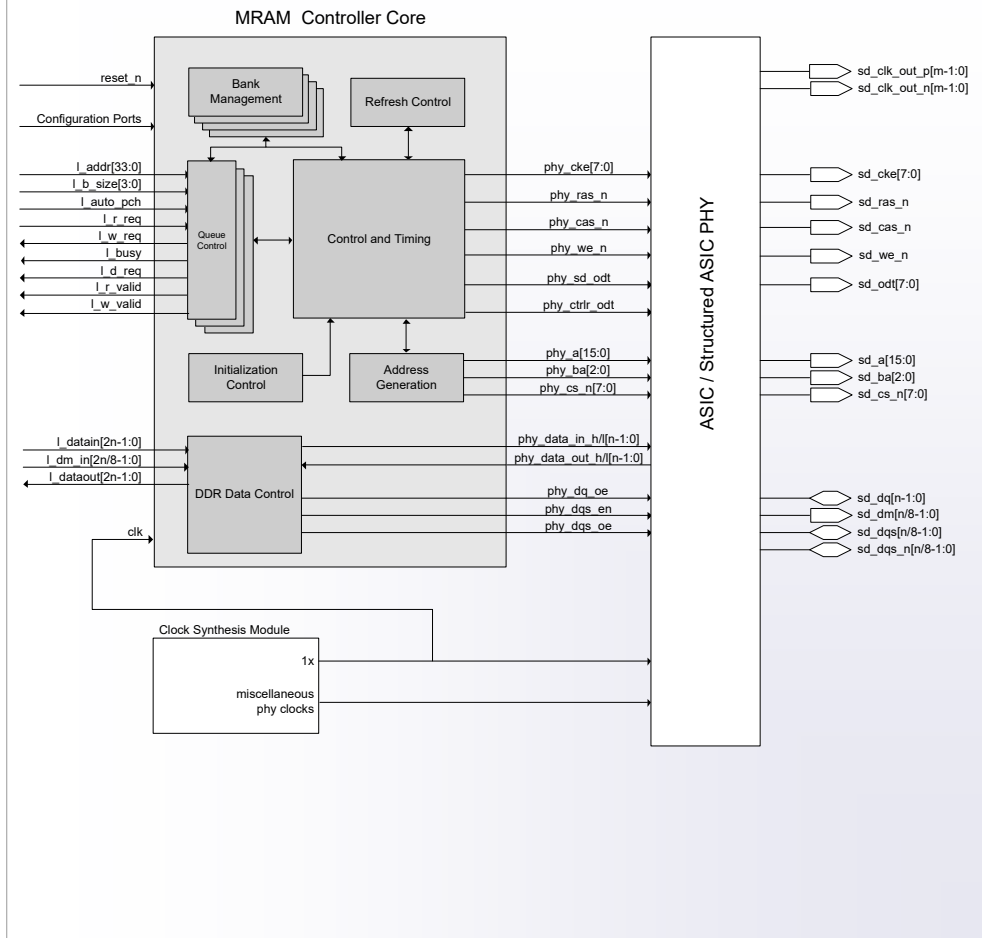 MRAM Controller Core
reset_n
Configuration Ports
l_addr[33:0]
l_b_size[3:0]
l_auto_pch
l_r_req
l_w_req
l_busy
l_d_req
l_r_valid
l_w_valid
Bank
Management
Refresh Control
Queue
Control
Control and Timing
Initialization
Control
Address
Generation
l_datain[2n-1:0]
l_dm_in[2n/8-1:0]
l_dataout[2n-1:0]
DDR Data Control
clk
phy_cke[7:0]
phy_ras_n
phy_cas_n
phy_we_n
phy_sd_odt
phy_ctrlr_odt
phy_a[15:0]
phy_ba[2:0]
phy_cs_n[7:0]
phy_data_in_h/l[n-1:0]
phy_data_out_h/l[n-1:0]
phy_dq_oe
phy_dqs_en
phy_dqs_oe
ASIC / Structured ASIC PHY
sd_clk_out_p[m-1:0]
sd_clk_out_n[m-1:0]
sd_cke[7:0]
sd_ras_n
sd_cas_n
sd_we_n
sd_odt[7:0]
sd_a[15:0]
sd_ba[2:0]
sd_cs_n[7:0]
sd_dq[n-1:0]
sd_dm[n/8-1:0]
sd_dqs[n/8-1:0]
sd_dqs_n[n/8-1:0]
Clock Synthesis Module
1x
miscellaneous
phy clocks